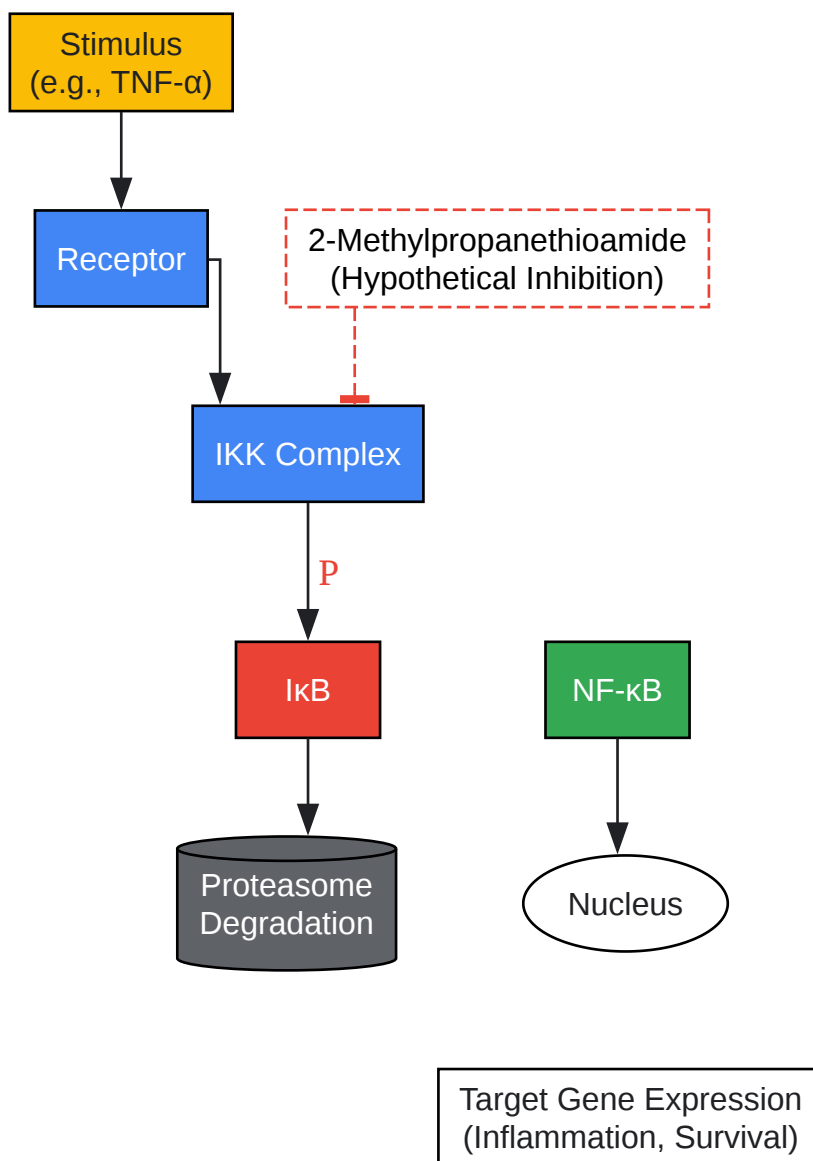 Stimulus
(e.g., TNF-α)
Receptor
2-Methylpropanethioamide
(Hypothetical Inhibition)
IKK Complex
P
IκB
NF-κB
Proteasome
Degradation
Nucleus
Target Gene Expression
(Inflammation, Survival)